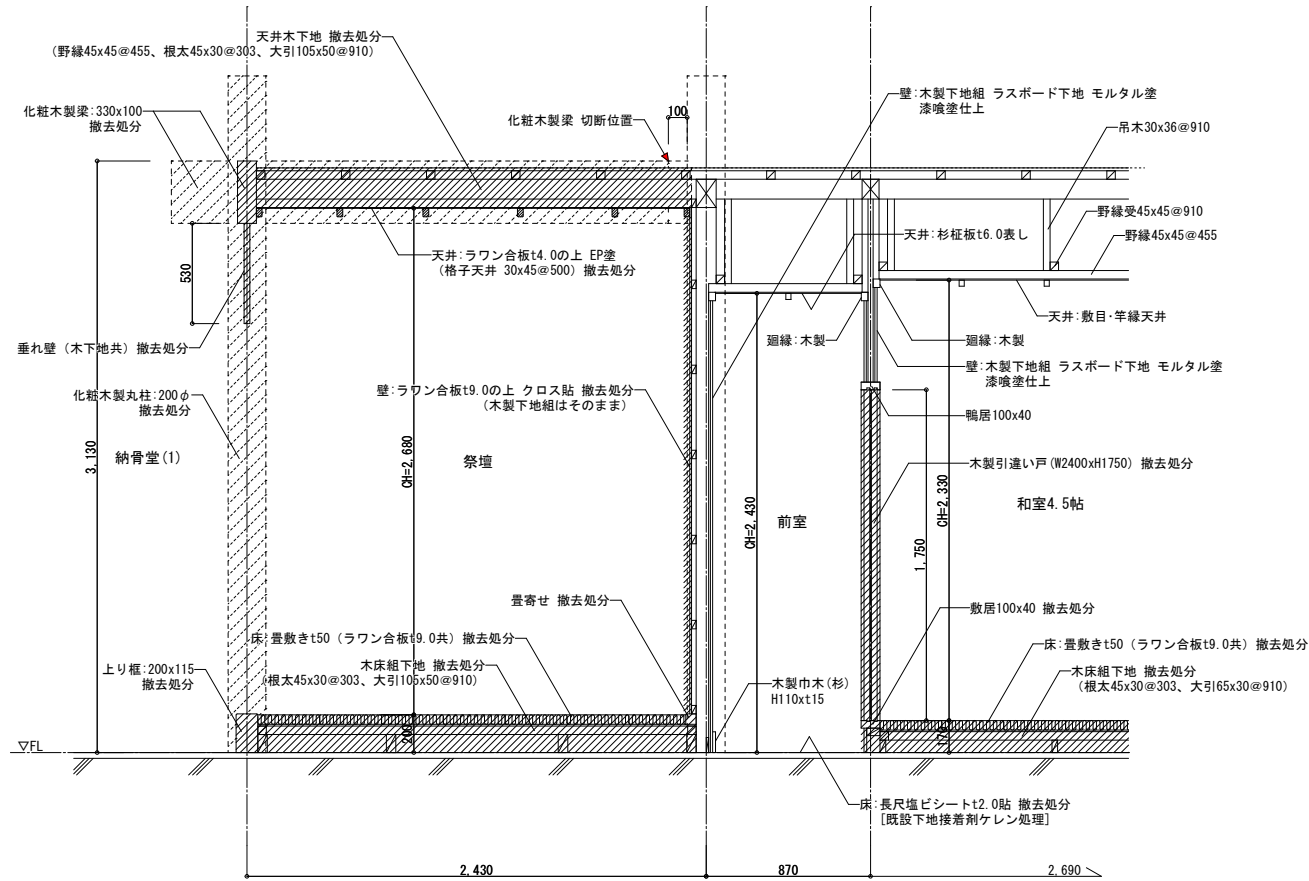 天井木下地 撤去処分
（野縁45x45@455、根太45x30@303、大引105x50@910）
化粧木製梁:330x100
撤去処分
化粧木製梁 切断位置
100
壁:木製下地組 ラスボード下地 モルタル塗
漆喰塗仕上
吊木30x36@910
野縁受45x45@910
野縁45x45@455
天井:杉柾板t6.0表し
天井:ラワン合板t4.0の上 EP塗
（格子天井 30x45@500）撤去処分
530
天井:敷目・竿縁天井
廻縁:木製
廻縁:木製
垂れ壁（木下地共）撤去処分
壁:木製下地組 ラスボード下地 モルタル塗
漆喰塗仕上
化粧木製丸柱:200φ
撤去処分
壁:ラワン合板t9.0の上 クロス貼 撤去処分
（木製下地組はそのまま）
鴨居100x40
3,130
納骨堂(1)
CH=2,680
祭壇
木製引違い戸(W2400xH1750) 撤去処分
CH=2,430
前室
1,750
CH=2,330
和室4.5帖
畳寄せ 撤去処分
敷居100x40 撤去処分
床:畳敷きt50（ラワン合板t9.0共）撤去処分
床:畳敷きt50（ラワン合板t9.0共）撤去処分
上り框:200x115
撤去処分
木床組下地 撤去処分
（根太45x30@303、大引105x50@910）
木製巾木(杉)
H110xt15
木床組下地 撤去処分
（根太45x30@303、大引65x30@910）
200
170
▽FL
床:長尺塩ビシートt2.0貼 撤去処分
[既設下地接着剤ケレン処理]
2,430
870
2,690